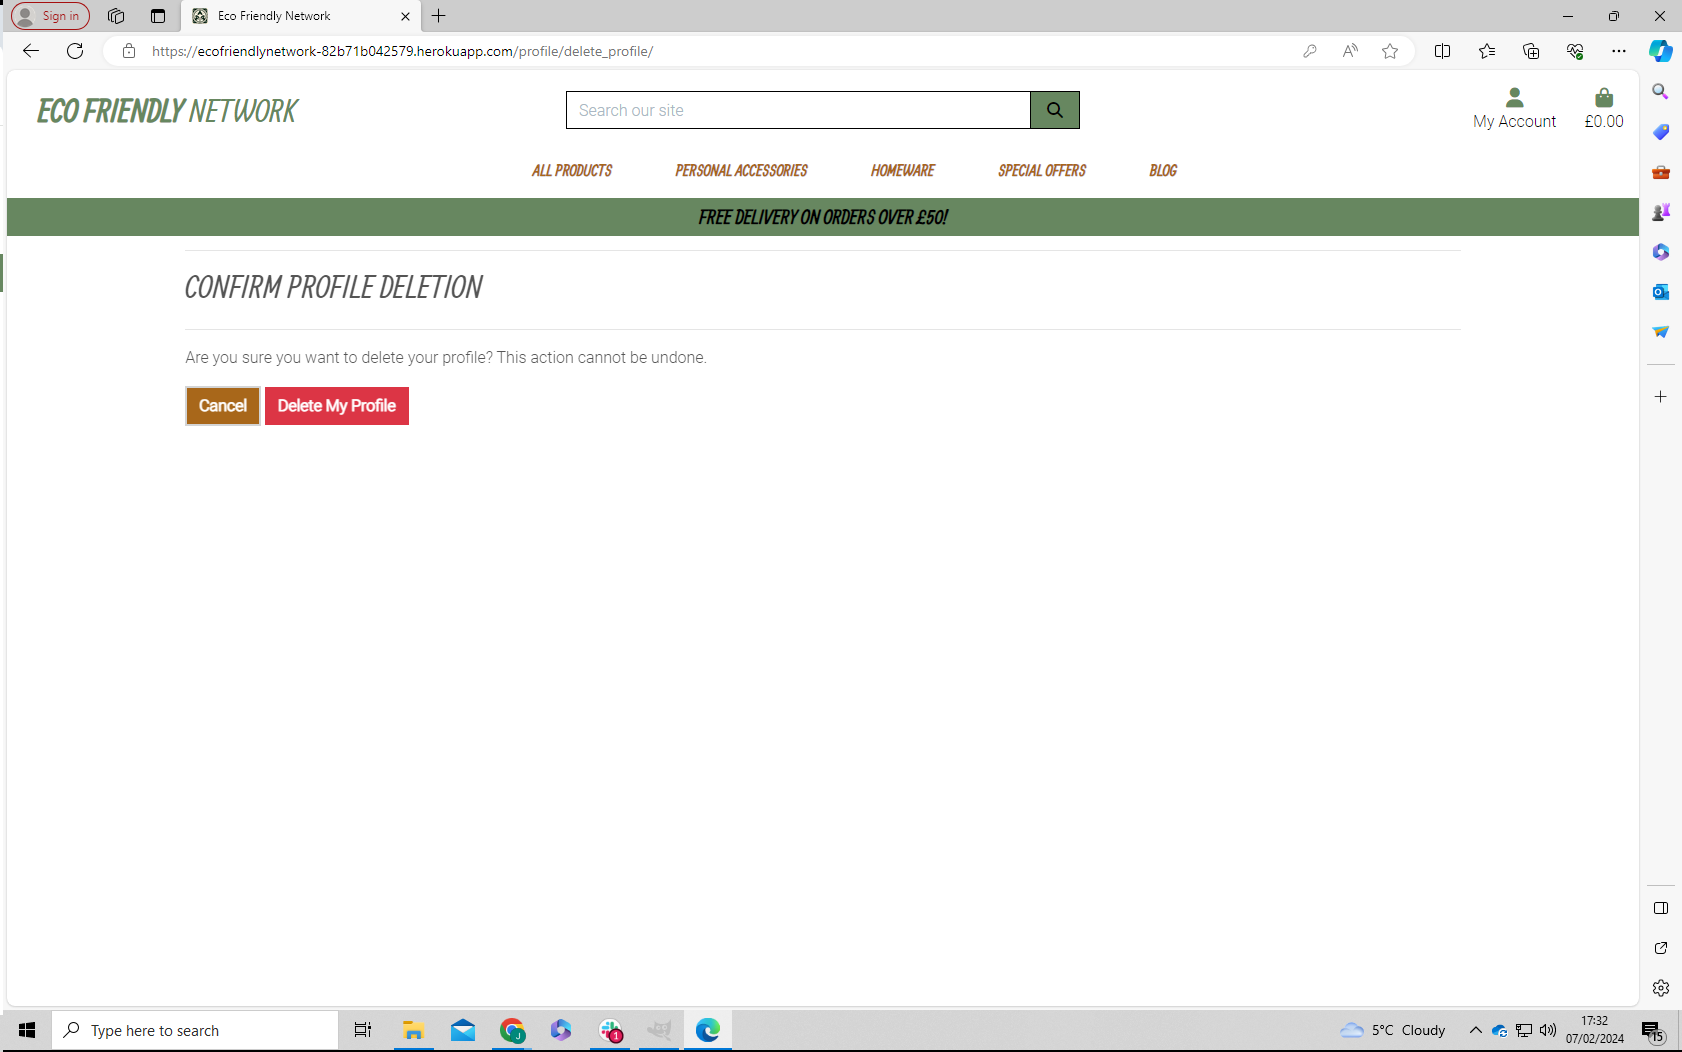 Sign in
Eco Friendly Network
https://ecofriendlynetwork-82b71b042579.herokuapp.com/profile/delete_profile/
ECO FRIENDLY NETWORK
Search our site
My Account
£0.00
ALL PRODUCTS
PERSONAL ACCESSORIES
HOMEWARE
SPECIAL OFFERS
BLOG
FREE DELIVERY ON ORDERS OVER £50!
CONFIRM PROFILE DELETION
Are you sure you want to delete your profile? This action cannot be undone.
Cancel
Delete My Profile
Type here to search
J
1
5°C Cloudy
17:32
07/02/2024
15